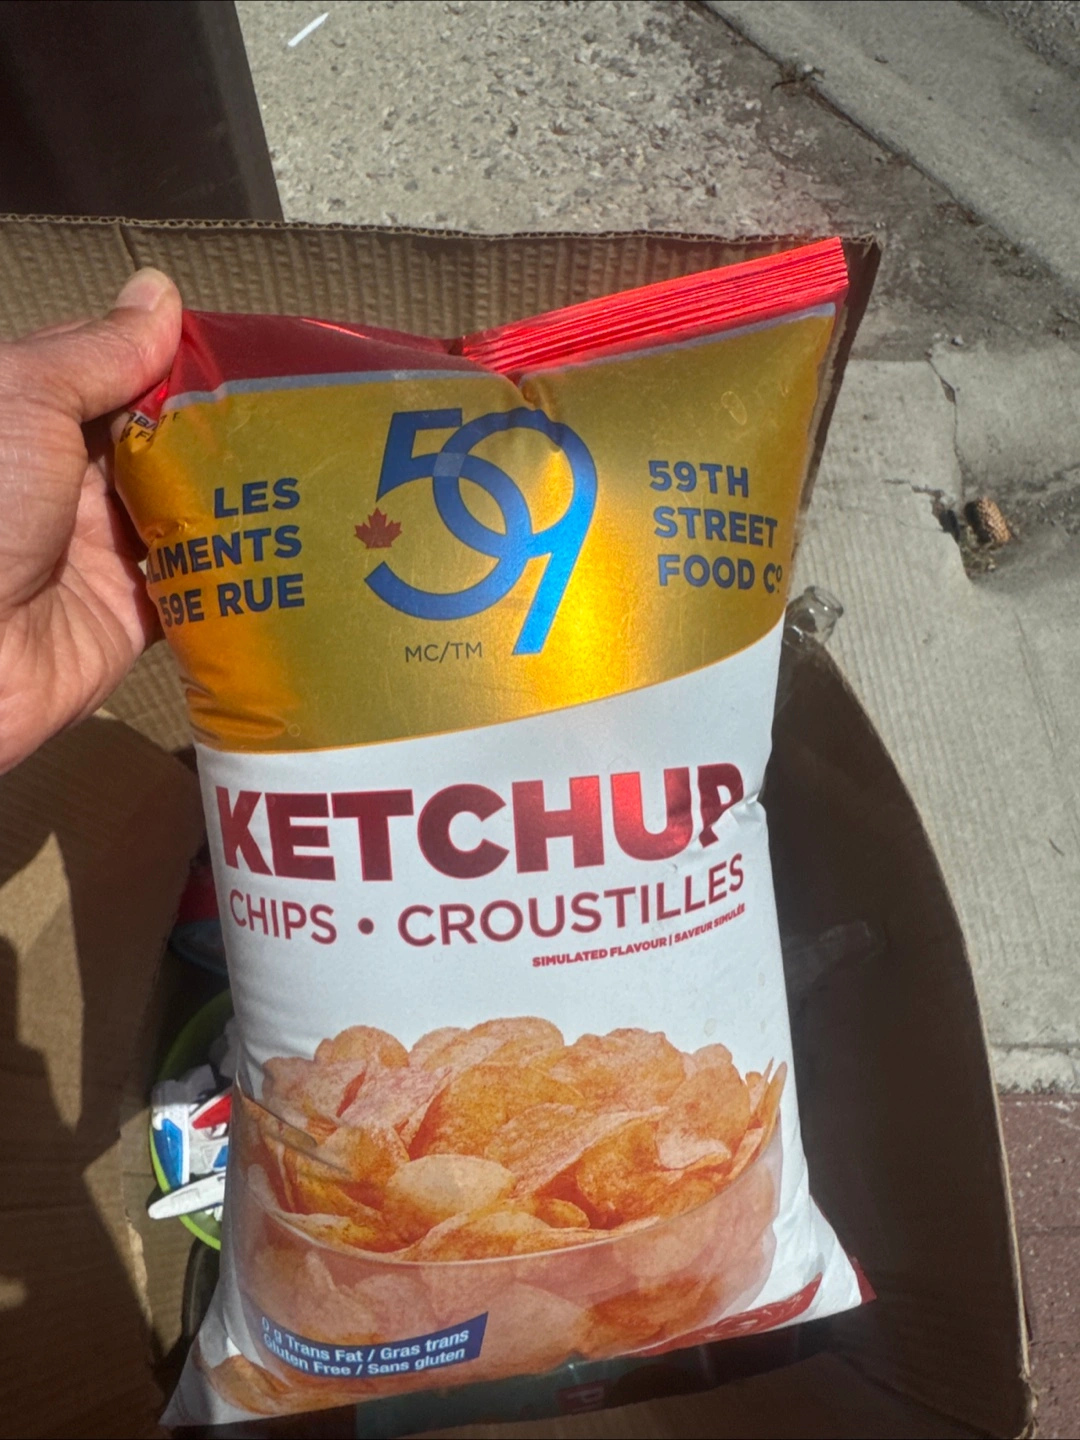 LES
LIMENTS
59E RUE
59
MC/TM
59TH
STREET
FOOD Cº
KETCHUP
CHIPS • CROUSTILLES
SIMULATED FLAVOUR | SAVEUR SIMULÉE
0 g Trans Fat / Gras trans
Gluten Free / Sans gluten